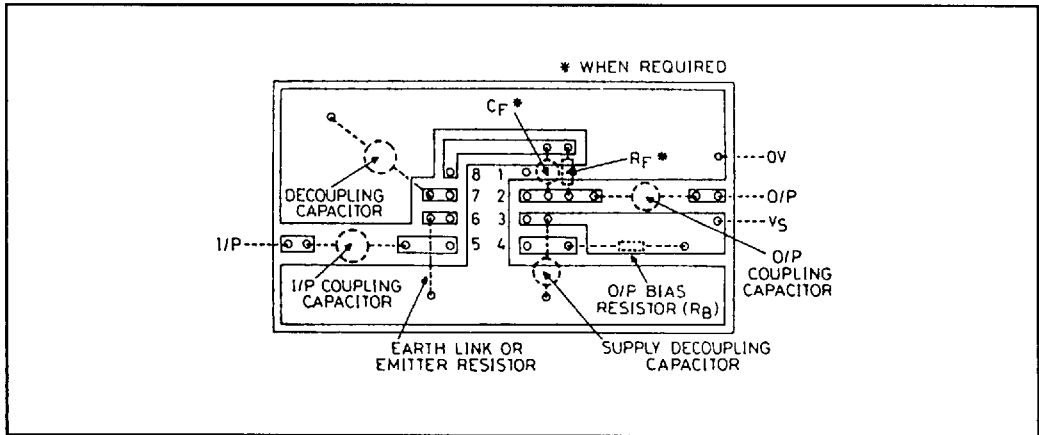 * WHEN REQUIRED
CF *
RF *
OV
8 1
DECOUPLING
CAPACITOR
7 2
O/P
6 3
VS
I/P
5 4
I/P COUPLING
CAPACITOR
O/P
COUPLING
CAPACITOR
O/P BIAS
RESISTOR (RB)
EARTH LINK OR
EMITTER RESISTOR
SUPPLY DECOUPLING
CAPACITOR